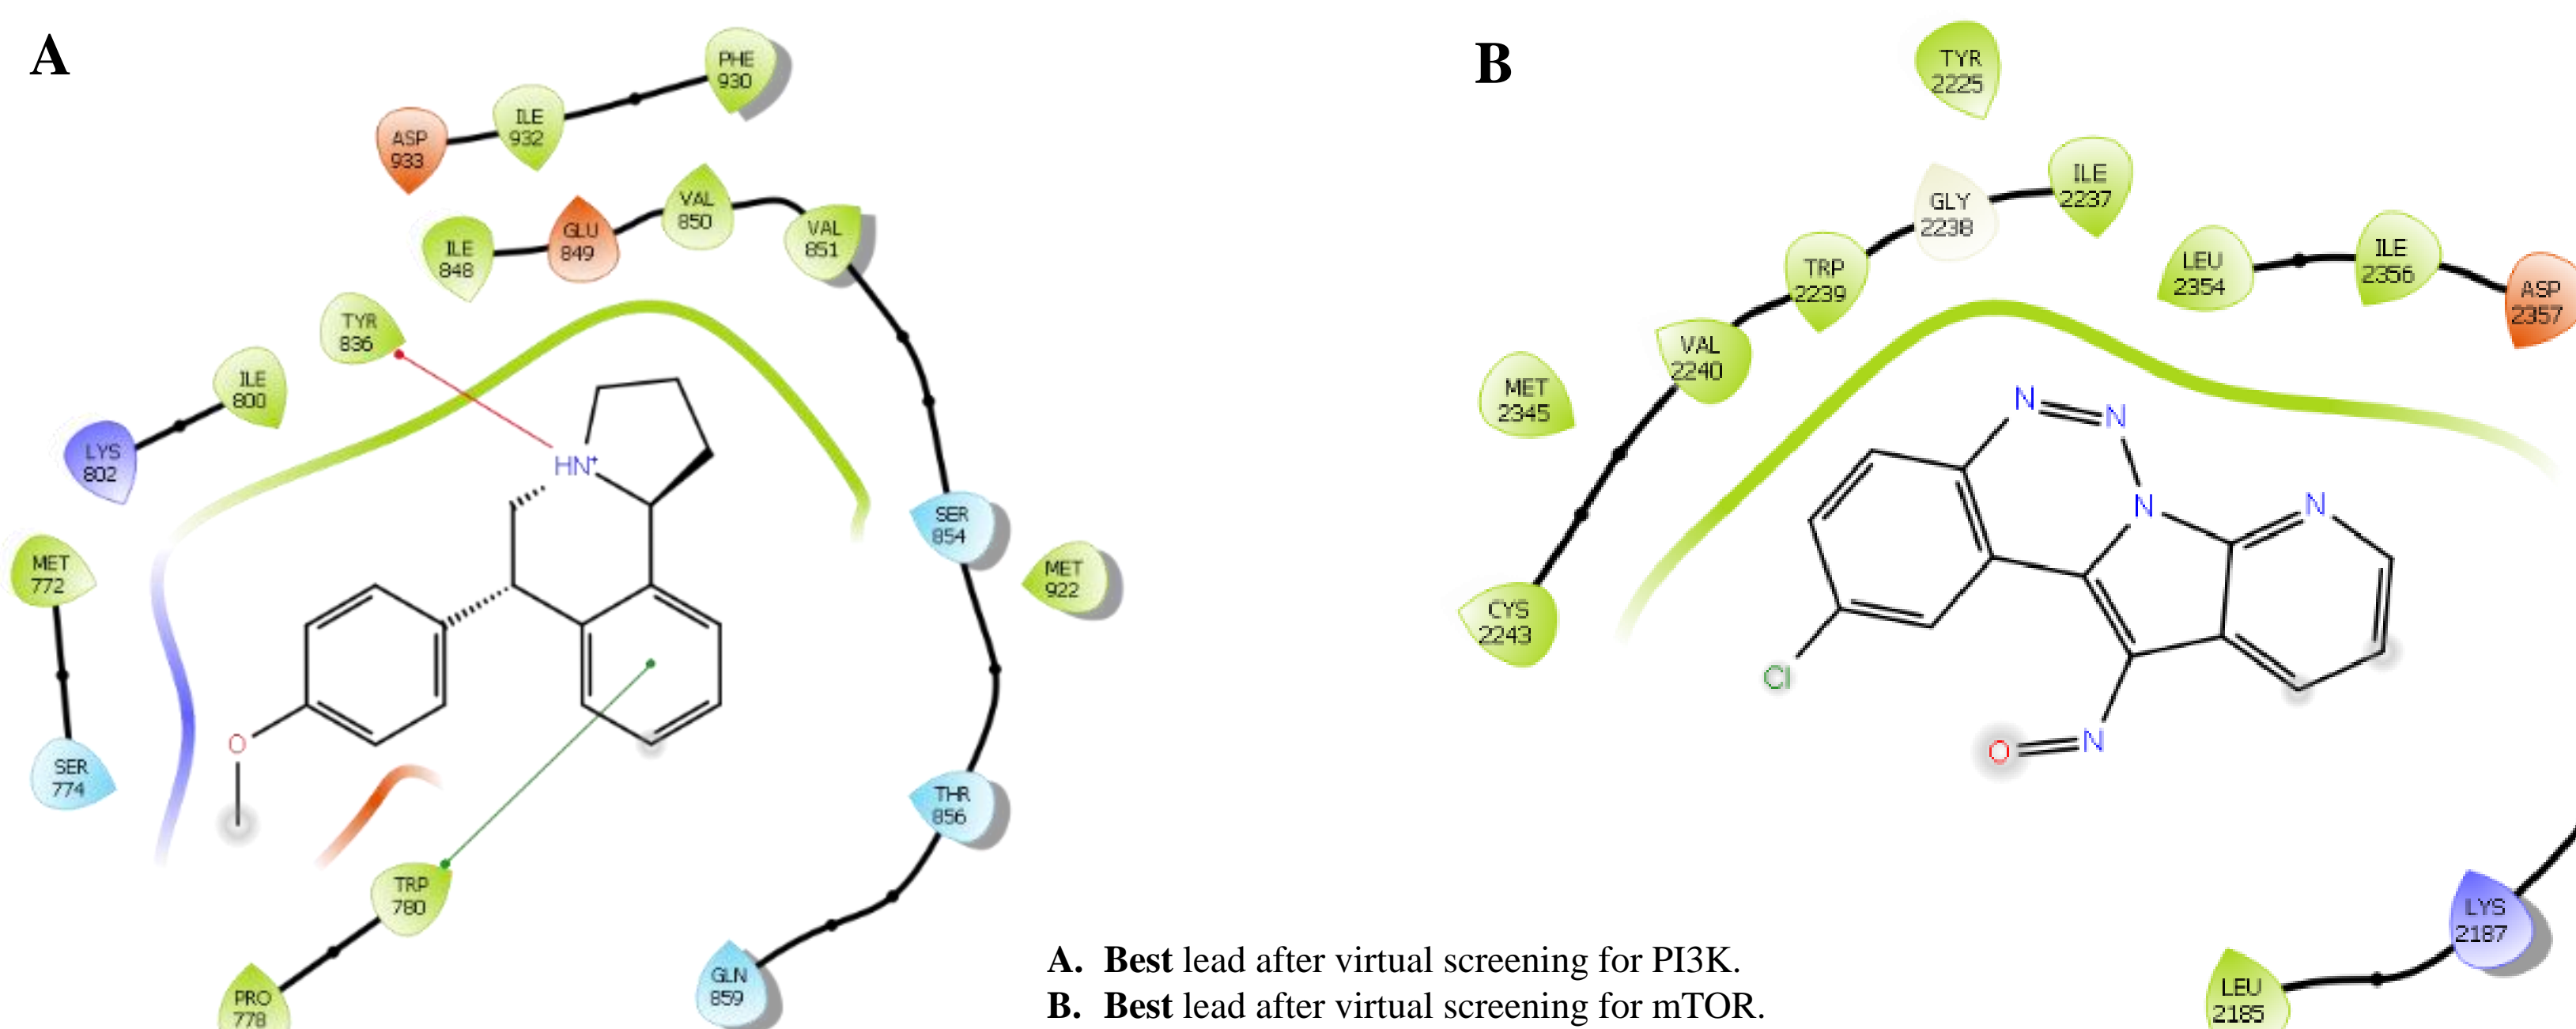 A
PHE
930
ILE
932
ASP
933
VAL
850
GLU
849
VAL
851
ILE
848
TYR
836
ILE
800
LYS
802
HN+
SER
854
MET
772
MET
922
O
SER
774
THR
856
TRP
780
GLN
859
PRO
778
B
TYR
2225
ILE
2237
GLY
2238
TRP
2239
LEU
2354
ILE
2356
ASP
2357
VAL
2240
MET
2345
N
N
N
N
CYS
2243
Cl
O
N
LYS
2187
LEU
2185
A. Best lead after virtual screening for PI3K.
B. Best lead after virtual screening for mTOR.